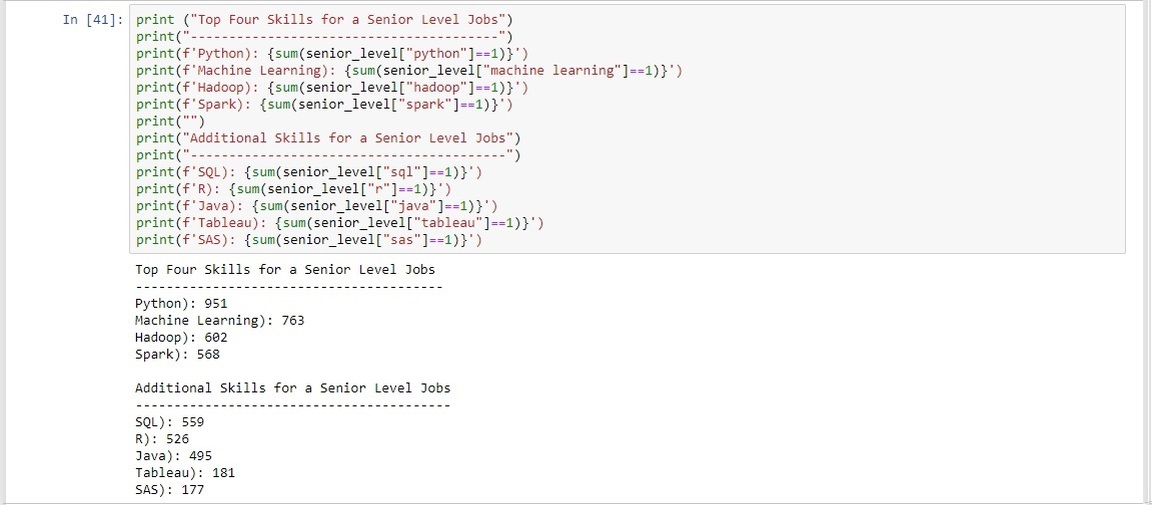 In [41]: print ("Top Four Skills for a Senior Level Jobs")
print("----------------------------------------")
print(f'Python): {sum(senior_level["python"]==1)}')
print(f'Machine Learning): {sum(senior_level["machine learning"]==1)}')
print(f'Hadoop): {sum(senior_level["hadoop"]==1)}')
print(f'Spark): {sum(senior_level["spark"]==1)}')
print("")
print("Additional Skills for a Senior Level Jobs")
print("-----------------------------------------")
print(f'SQL): {sum(senior_level["sql"]==1)}')
print(f'R): {sum(senior_level["r"]==1)}')
print(f'Java): {sum(senior_level["java"]==1)}')
print(f'Tableau): {sum(senior_level["tableau"]==1)}')
print(f'SAS): {sum(senior_level["sas"]==1)}')
Top Four Skills for a Senior Level Jobs
----------------------------------------
Python): 951
Machine Learning): 763
Hadoop): 602
Spark): 568

Additional Skills for a Senior Level Jobs
-----------------------------------------
SQL): 559
R): 526
Java): 495
Tableau): 181
SAS): 177